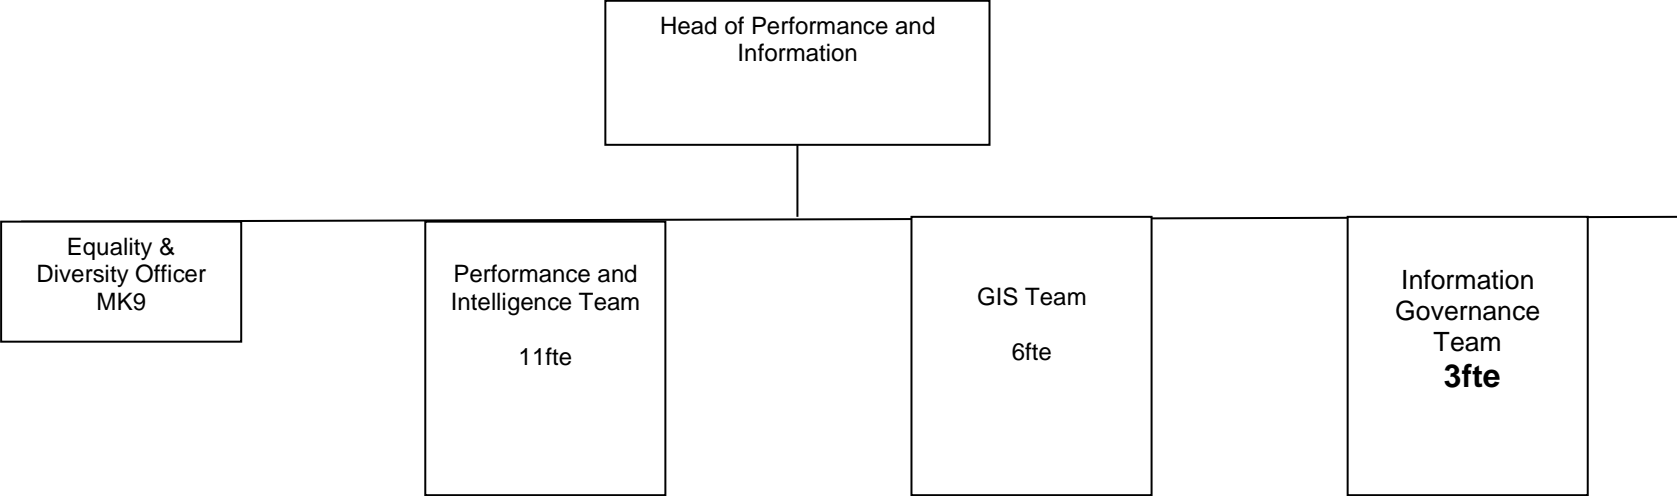 Head of Performance and
Information
Equality &
Diversity Officer
MK9
Performance and
Intelligence Team
11fte
GIS Team
6fte
Information
Governance
Team
3fte